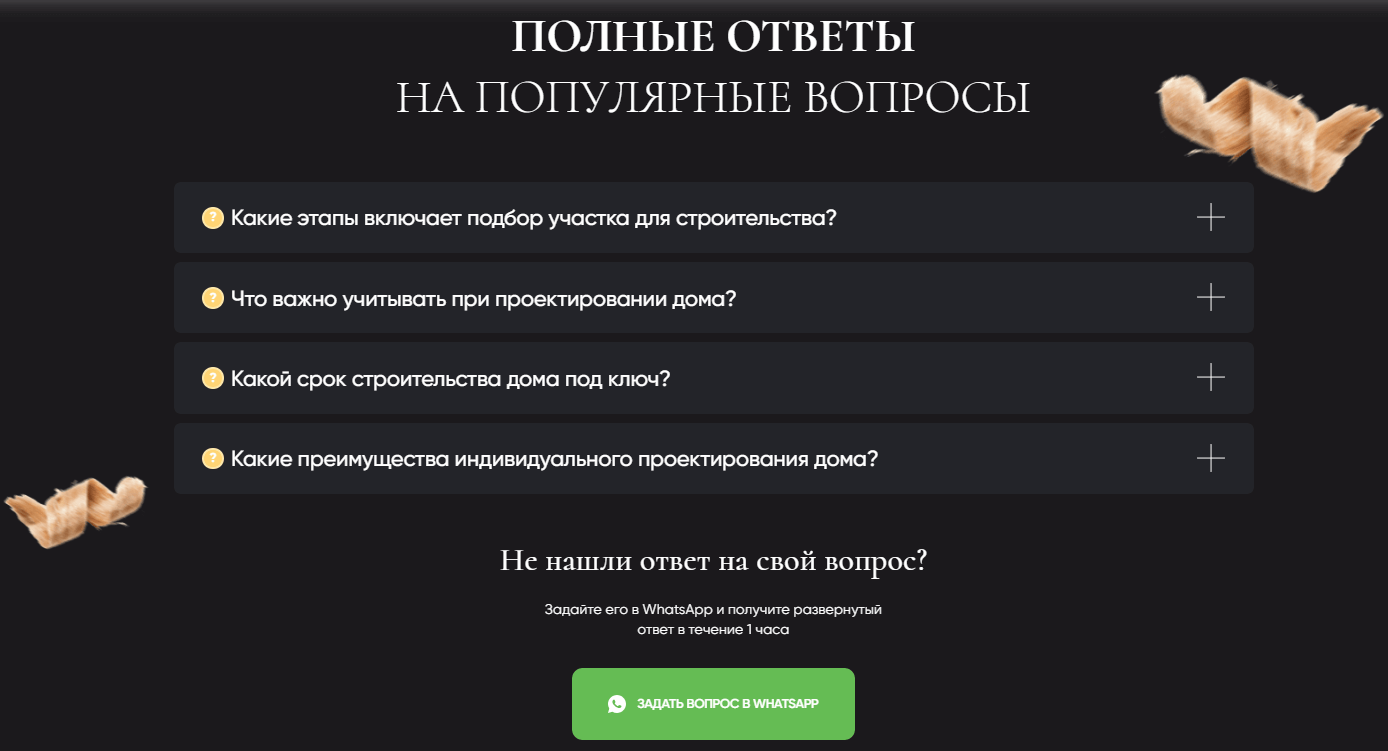 ПОЛНЫЕ ОТВЕТЫ
НА ПОПУЛЯРНЫЕ ВОПРОСЫ
? Какие этапы включает подбор участка для строительства?
? Что важно учитывать при проектировании дома?
? Какой срок строительства дома под ключ?
? Какие преимущества индивидуального проектирования дома?
Не нашли ответ на свой вопрос?
Задайте его в WhatsApp и получите развернутый
ответ в течение 1 часа
ЗАДАТЬ ВОПРОС В WHATSAPP